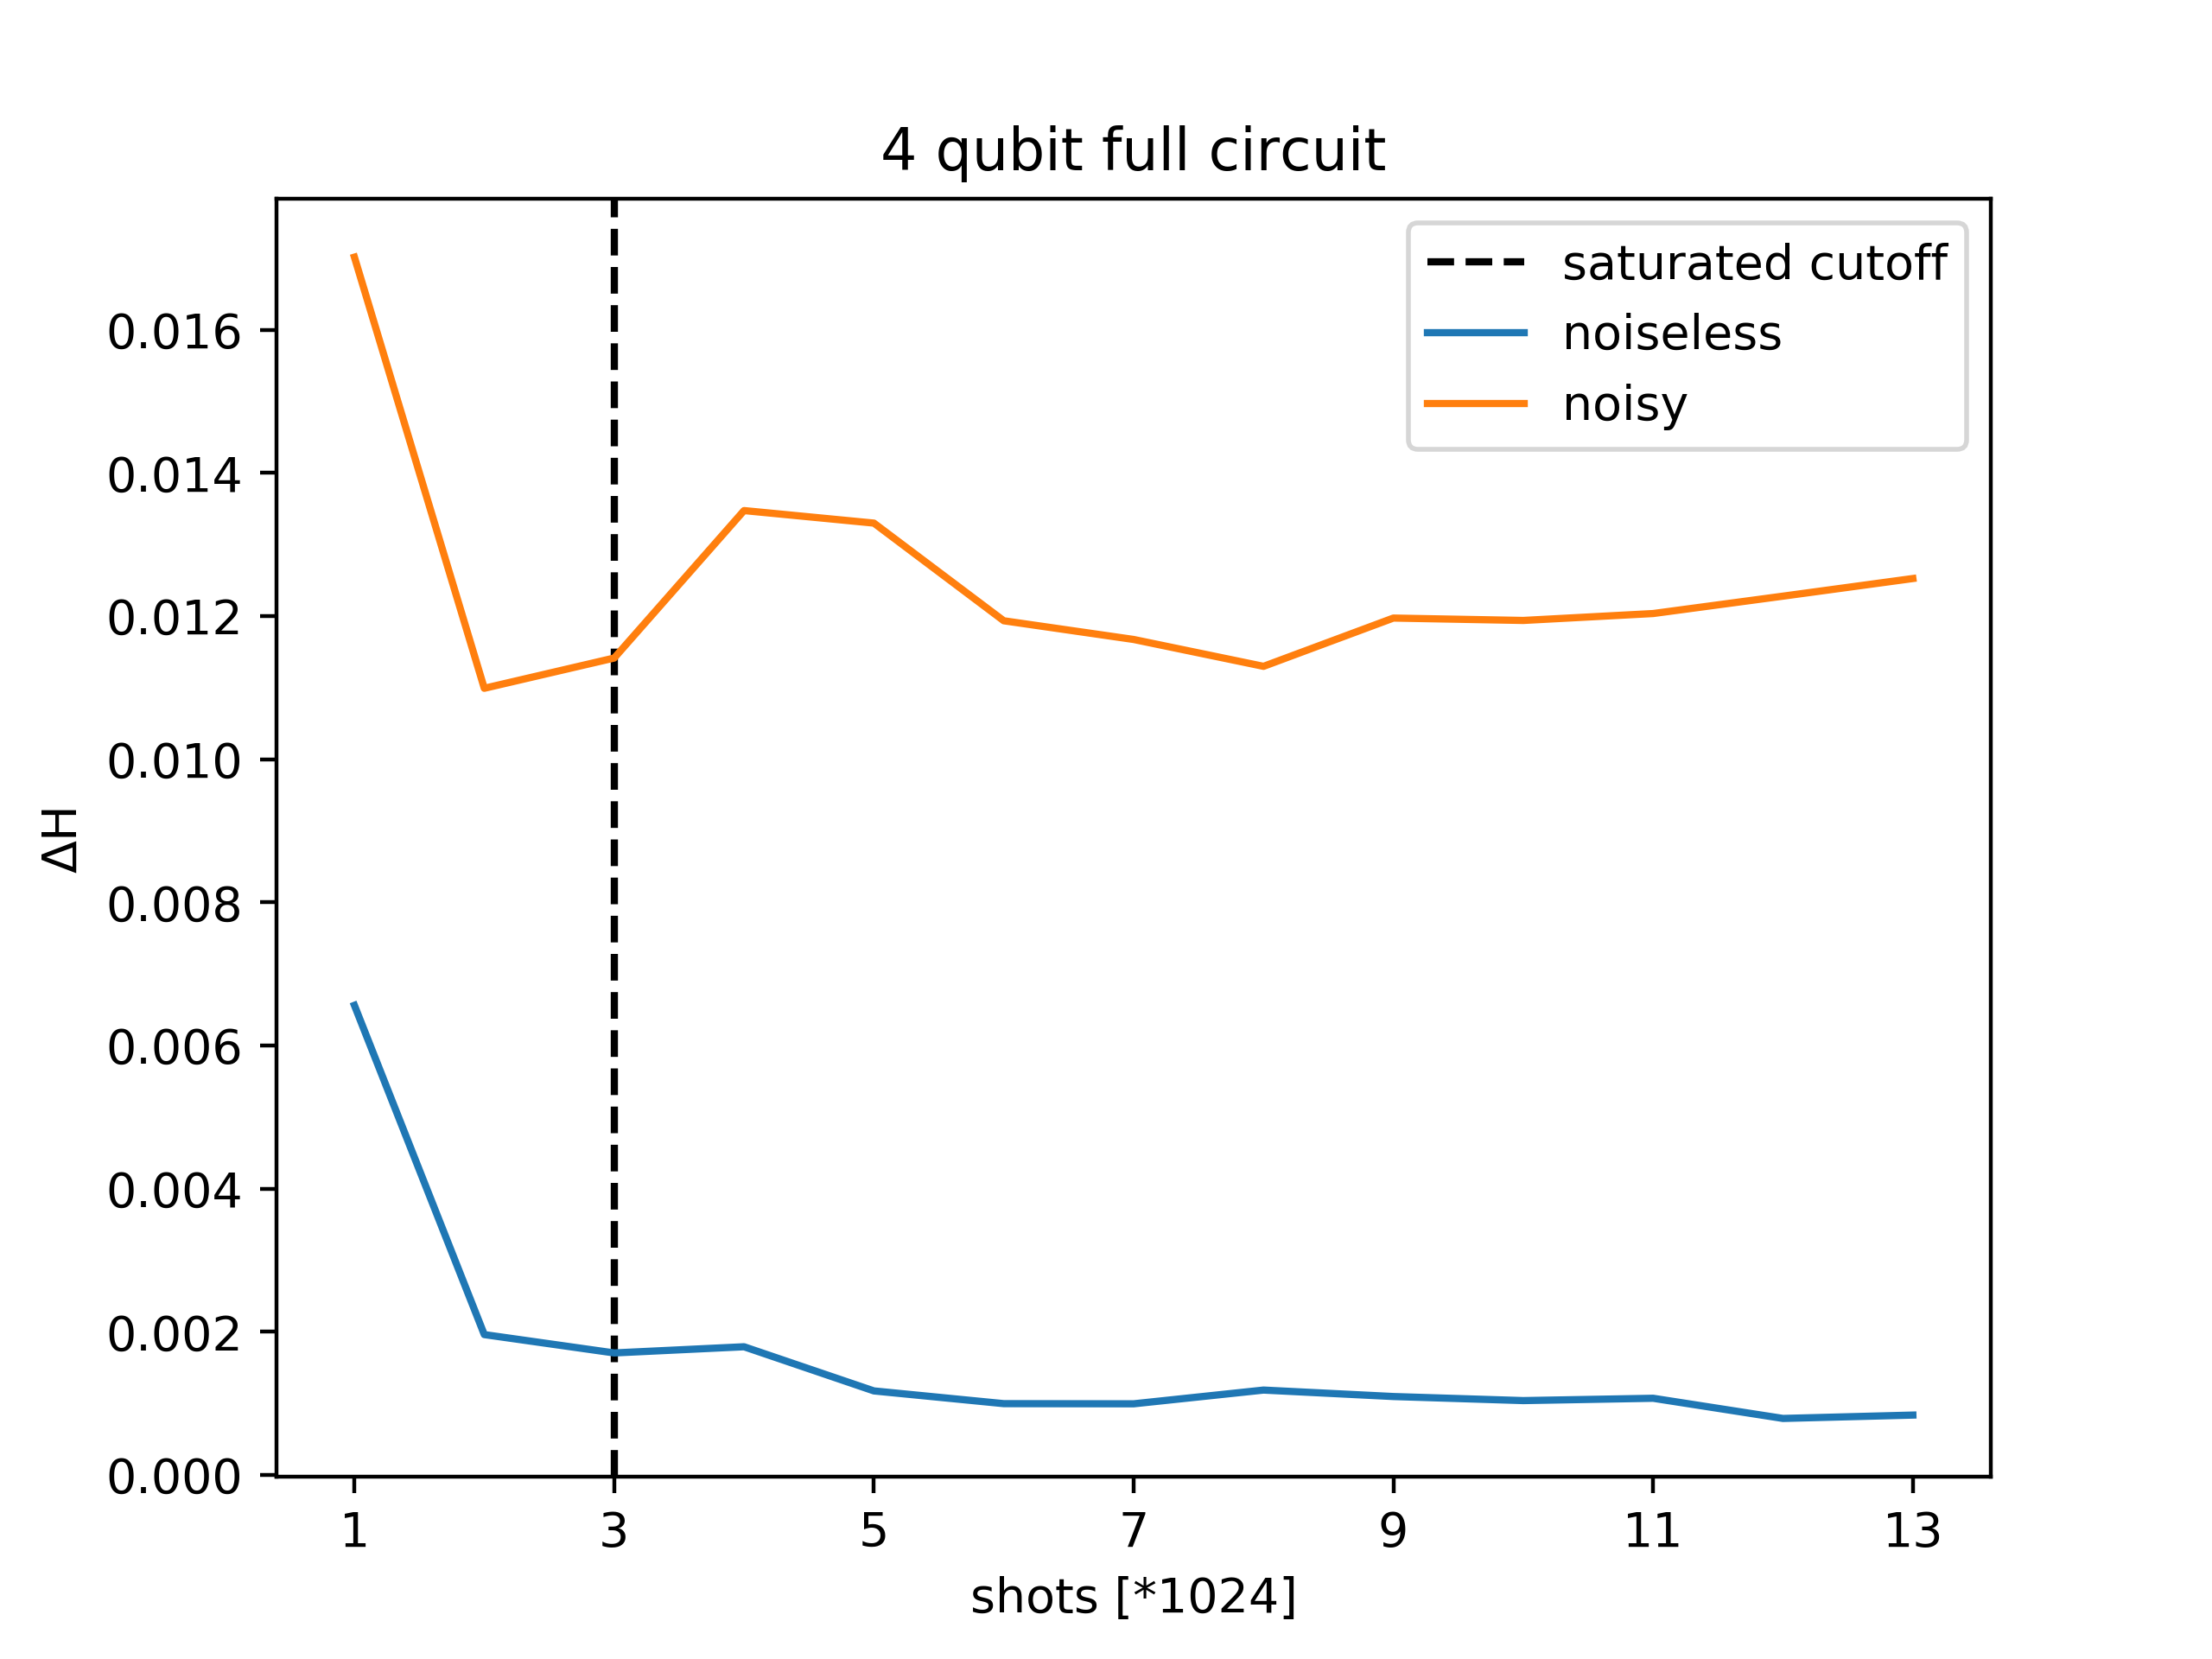 4 qubit full circuit
saturated cutoff
noiseless
noisy
0.016
0.014
0.012
0.010
0.008
0.006
0.004
0.002
0.000
ΔH
1 3 5 7 9 11 13
shots [*1024]